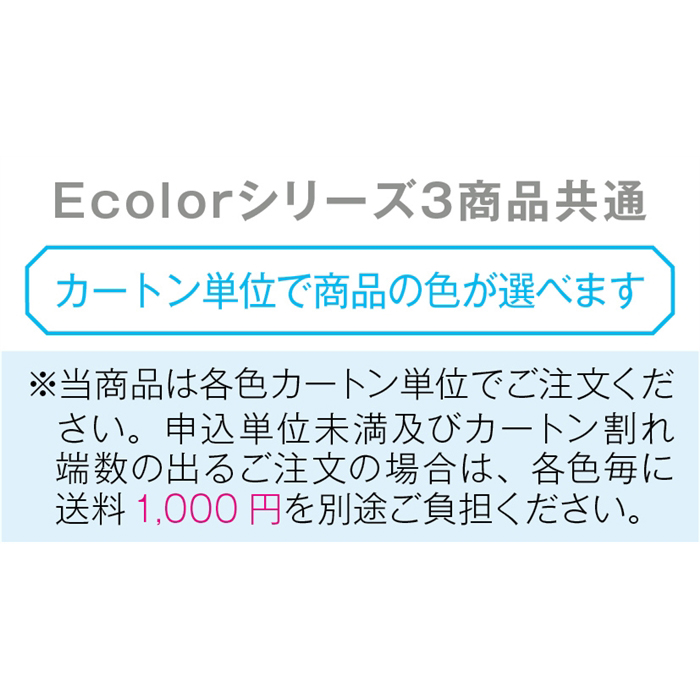 Ecolorシリーズ3商品共通
カートン単位で商品の色が選べます
※当商品は各色カートン単位でご注文くだ
さい。申込単位未満及びカートン割れ
端数の出るご注文の場合は、各色毎に
送料1,000円を別途ご負担ください。